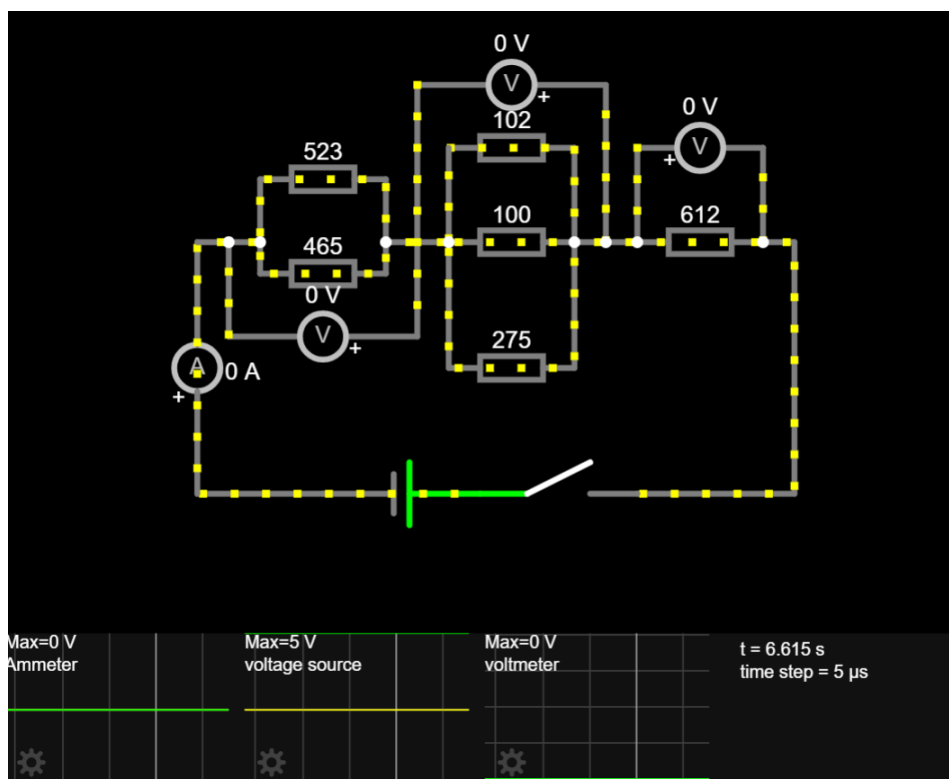 0 V
V
+
102
0 V
V
+
523
100
612
465
0 V
V
+
275
A
0 A
+
Max=0 V
Ammeter
Max=5 V
voltage source
Max=0 V
voltmeter
t = 6.615 s
time step = 5 μs